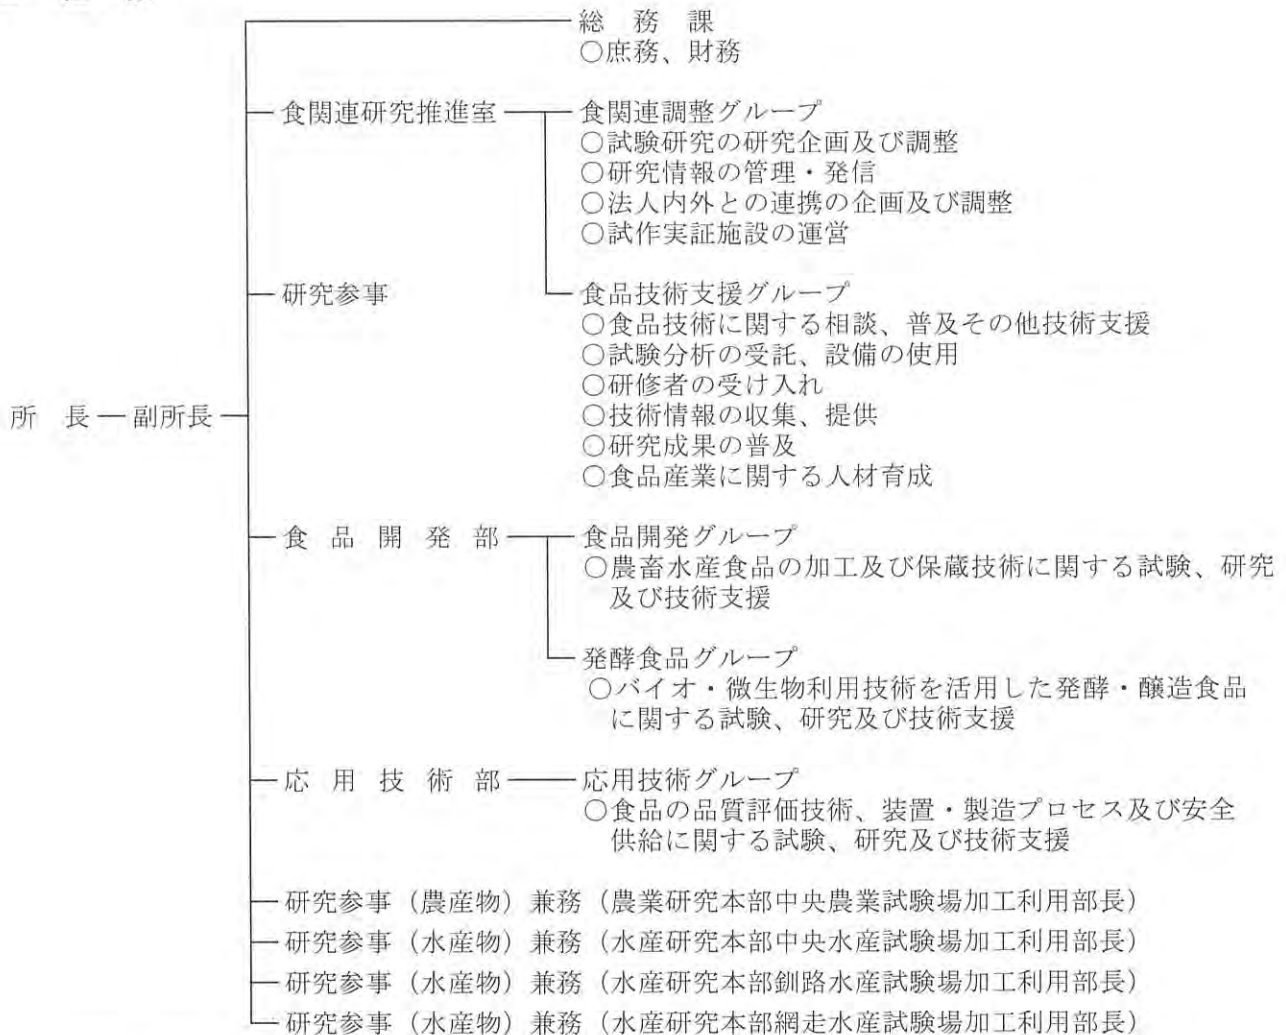 総務課
○庶務、財務
食関連研究推進室
食関連調整グループ
○試験研究の研究企画及び調整
○研究情報の管理・発信
○法人内外との連携の企画及び調整
○試作実証施設の運営
研究参事
食品技術支援グループ
○食品技術に関する相談、普及その他技術支援
○試験分析の受託、設備の使用
○研修者の受け入れ
○技術情報の収集、提供
○研究成果の普及
○食品産業に関する人材育成
所長
副所長
食品開発部
食品開発グループ
○農畜水産食品の加工及び保蔵技術に関する試験、研究
及び技術支援
発酵食品グループ
○バイオ・微生物利用技術を活用した発酵・醸造食品
に関する試験、研究及び技術支援
応用技術部
応用技術グループ
○食品の品質評価技術、装置・製造プロセス及び安全
供給に関する試験、研究及び技術支援
研究参事（農産物）兼務（農業研究本部中央農業試験場加工利用部長）
研究参事（水産物）兼務（水産研究本部中央水産試験場加工利用部長）
研究参事（水産物）兼務（水産研究本部釧路水産試験場加工利用部長）
研究参事（水産物）兼務（水産研究本部網走水産試験場加工利用部長）